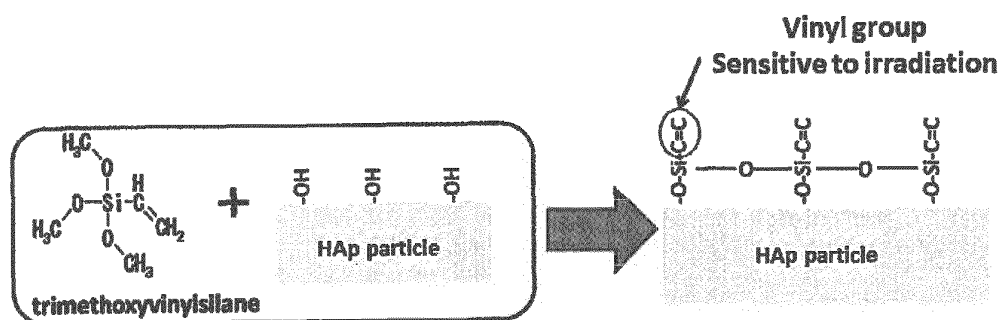 Vinyl group
Sensitive to irradiation
H₃C
O
H
O
Si
C
H₃C
O
CH₂
CH₃
trimethoxyvinylsilane
+
-OH
-OH
-OH
HAp particle
-O-Si-C=C
O
-O-Si-C=C
O
-O-Si-C=C
HAp particle